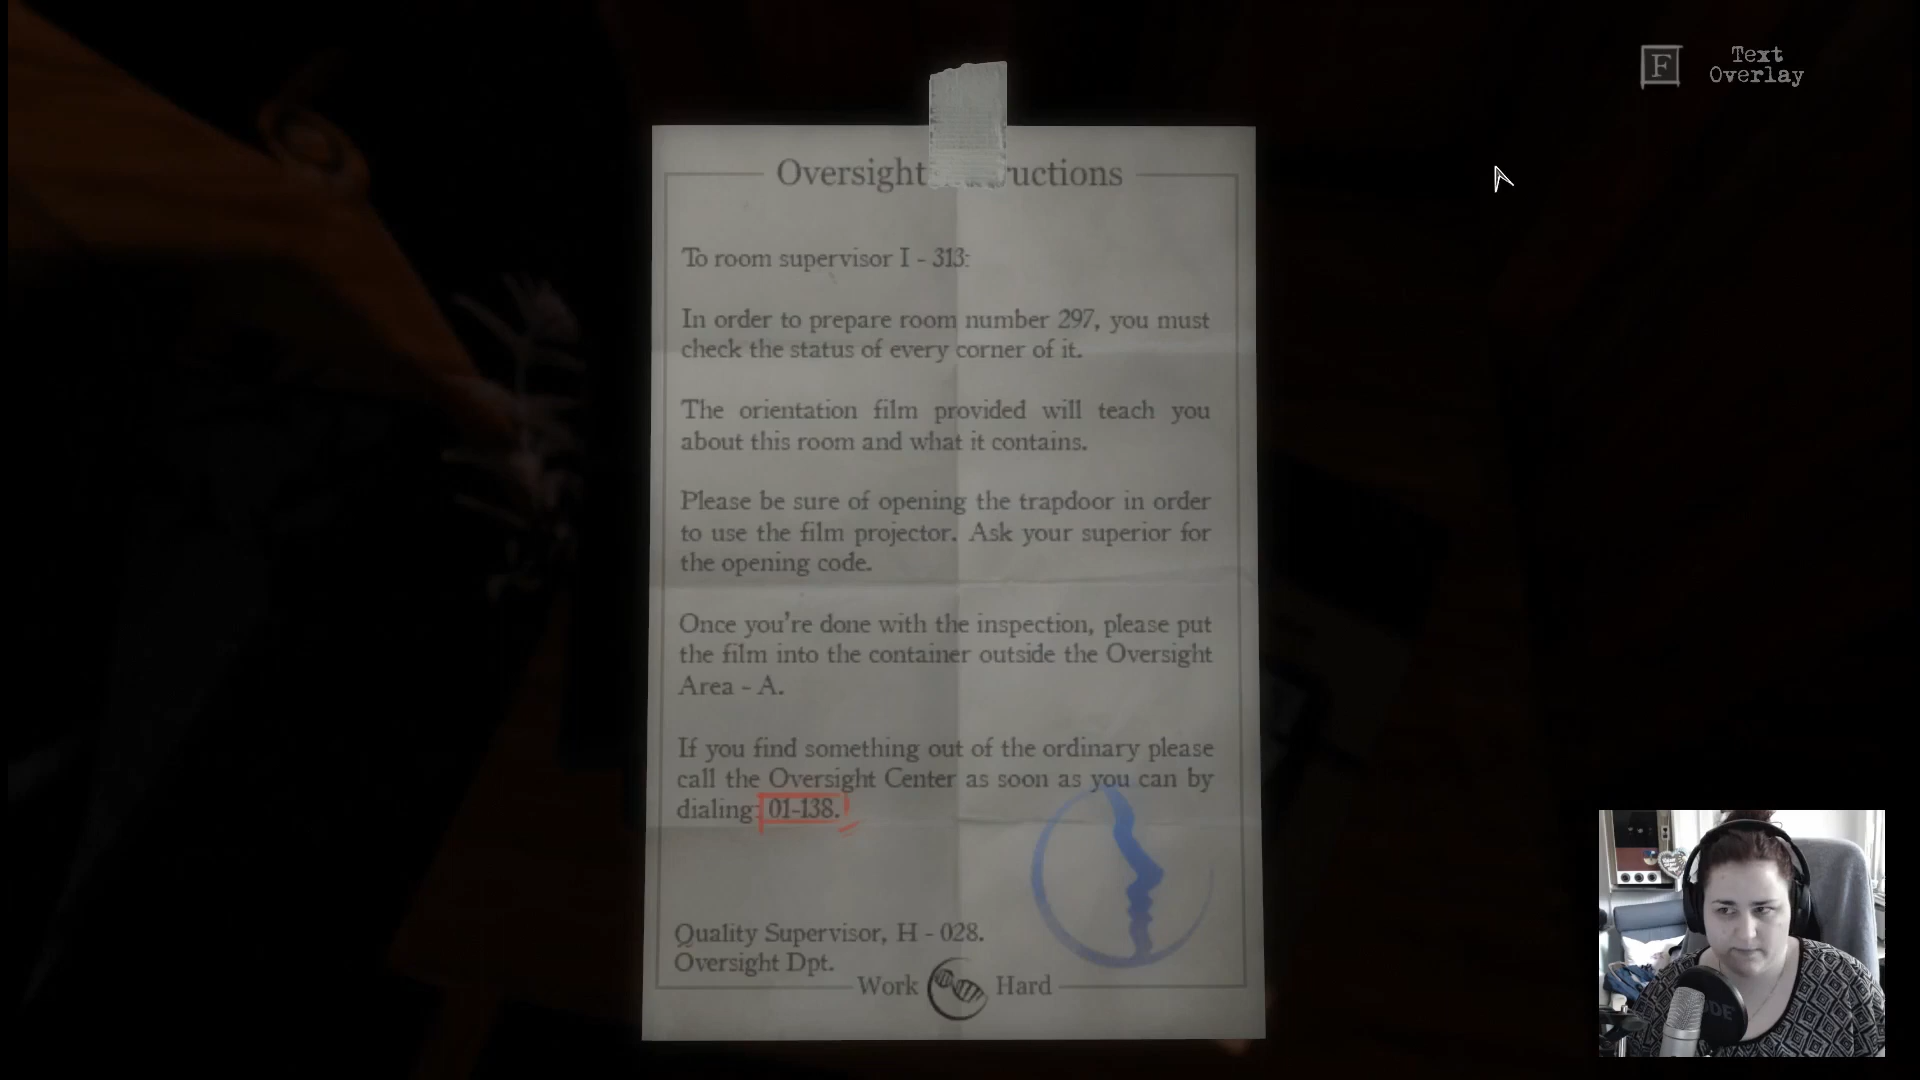 F
Text
Overlay
Oversight ructions
To room supervisor I - 313:
In order to prepare room number 297, you must
check the status of every corner of it.
The orientation film provided will teach you
about this room and what it contains.
Please be sure of opening the trapdoor in order
to use the film projector. Ask your superior for
the opening code.
Once you're done with the inspection, please put
the film into the container outside the Oversight
Area - A.
If you find something out of the ordinary please
call the Oversight Center as soon as you can by
dialing: 01-138.
Quality Supervisor, H - 028.
Oversight Dpt.
Work Hard